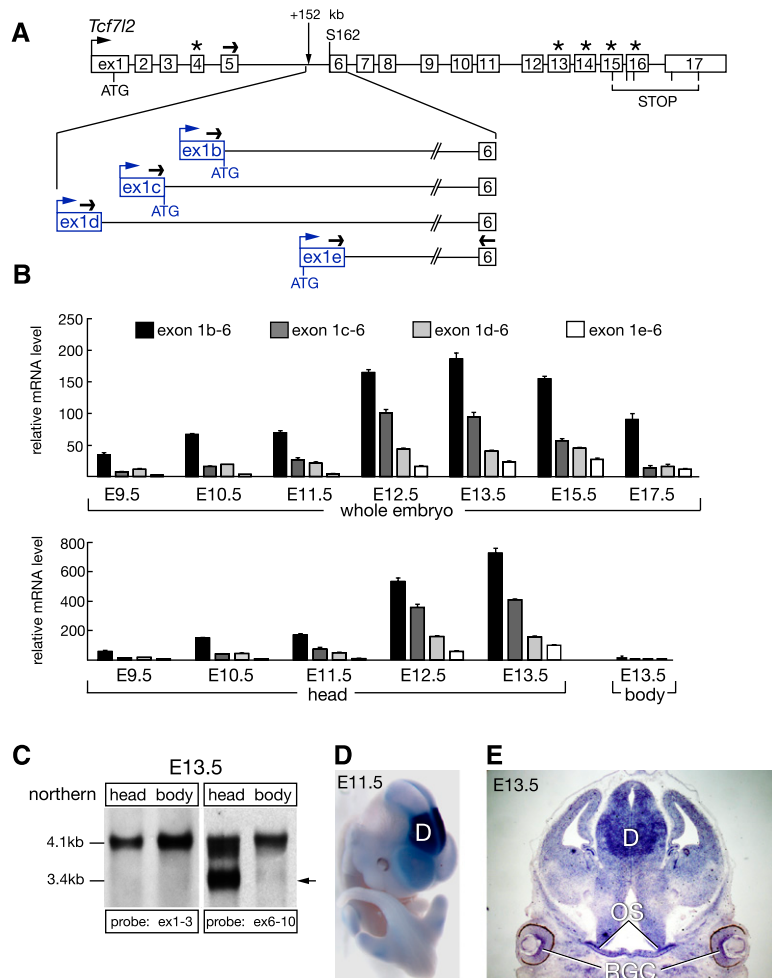 A
Tcf7l2
+152 kb
S162
ex1 2 3 4 5 6 7 8 9 10 11 12 13 14 15 16 17
* * * * *
ATG
STOP
ex1b 6
ATG
ex1c 6
ATG
ex1d 6
ex1e 6
ATG
B
relative mRNA level
250
200
150
100
50
exon 1b-6 exon 1c-6 exon 1d-6 exon 1e-6
E9.5 E10.5 E11.5 E12.5 E13.5 E15.5 E17.5
whole embryo
relative mRNA level
800
600
400
200
E9.5 E10.5 E11.5 E12.5 E13.5 E13.5
head body
C
E13.5
northern head body head body
4.1kb
3.4kb
probe: ex1-3 probe: ex6-10
D
E11.5
D
E
E13.5
D
OS
RGC